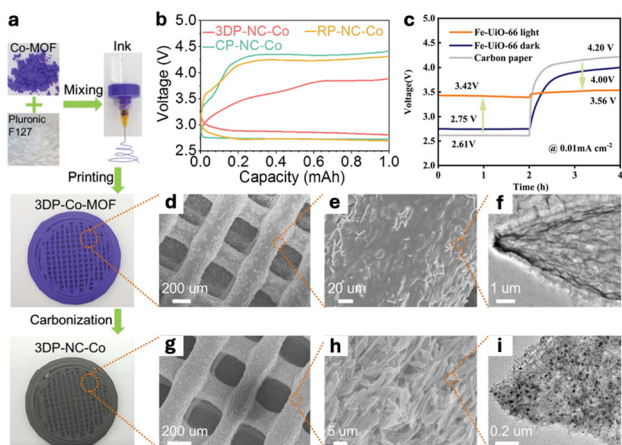 a
Co-MOF
Ink
Mixing
Pluronic
F127
Printing
3DP-Co-MOF
Carbonization
3DP-NC-Co
b
3DP-NC-Co
RP-NC-Co
CP-NC-Co
Voltage (V)
4.5
4.0
3.5
3.0
2.5
0.0 0.2 0.4 0.6 0.8 1.0
Capacity (mAh)
c
Fe-UiO-66 light
Fe-UiO-66 dark
Carbon paper
Voltage(V)
5.5
5.0
4.5
4.0
3.5
3.0
2.5
2.0
4.20 V
4.00V
3.42V
3.56 V
2.75 V
2.61V
@ 0.01mA cm-2
0 1 2 3 4
Time (h)
d
200 um
e
20 um
f
1 um
g
200 um
h
5 um
i
0.2 um